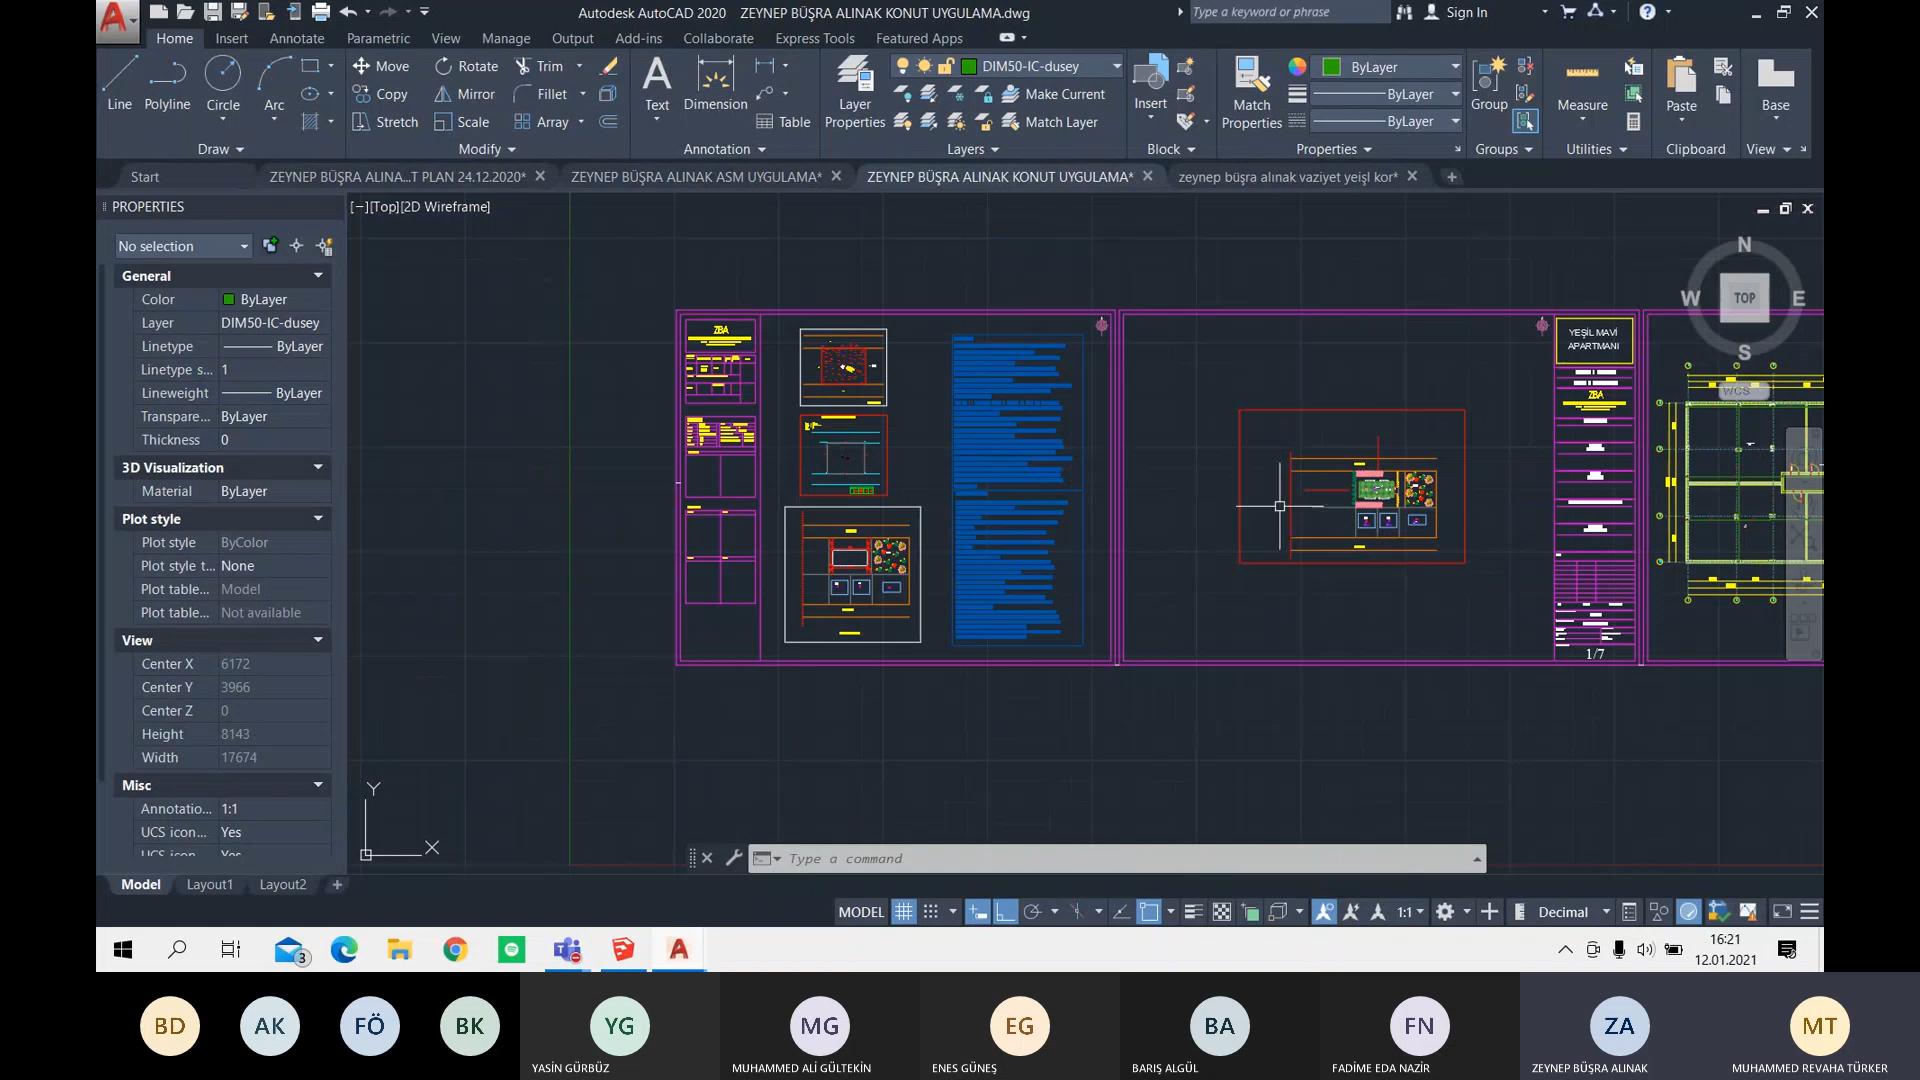 Autodesk AutoCAD 2020 ZEYNEP BÜŞRA ALINAK KONUT UYGULAMA.dwg
Type a keyword or phrase
Sign In
Home Insert Annotate Parametric View Manage Output Add-ins Collaborate Express Tools Featured Apps
Line Polyline Circle Arc
Move Rotate Trim
Copy Mirror Fillet
Stretch Scale Array
Text Dimension Table
Layer Properties
DIM50-IC-dusey
Make Current
Match Layer
Insert
Match Properties
ByLayer
ByLayer
ByLayer
Group
Measure
Paste
Base
Draw Modify Annotation Layers Block Properties Groups Utilities Clipboard View
Start
ZEYNEP BÜŞRA ALINA...T PLAN 24.12.2020*
ZEYNEP BÜŞRA ALINAK ASM UYGULAMA*
ZEYNEP BÜŞRA ALINAK KONUT UYGULAMA*
zeynep büşra alınak vaziyet yeişl kor*
PROPERTIES
[−][Top][2D Wireframe]
No selection
General
Color ByLayer
Layer DIM50-IC-dusey
Linetype ByLayer
Linetype s... 1
Lineweight ByLayer
Transpare... ByLayer
Thickness 0
3D Visualization
Material ByLayer
Plot style
Plot style ByColor
Plot style t... None
Plot table... Model
Plot table... Not available
View
Center X 6172
Center Y 3966
Center Z 0
Height 8143
Width 17674
Misc
Annotatio... 1:1
UCS icon... Yes
UCS icon... Yes
N
W TOP E
S
WCS
ZBA
YEŞİL MAVİ
APARTMANI
ZBA
1/7
Y
X
Type a command
Model Layout1 Layout2
MODEL
1:1
Decimal
3
16:21
12.01.2021
BD AK FÖ BK YG MG EG BA FN ZA MT
YASİN GÜRBÜZ MUHAMMED ALİ GÜLTEKİN ENES GÜNEŞ BARIŞ ALGÜL FADİME EDA NAZİR ZEYNEP BÜŞRA ALINAK MUHAMMED REVAHA TÜRKER